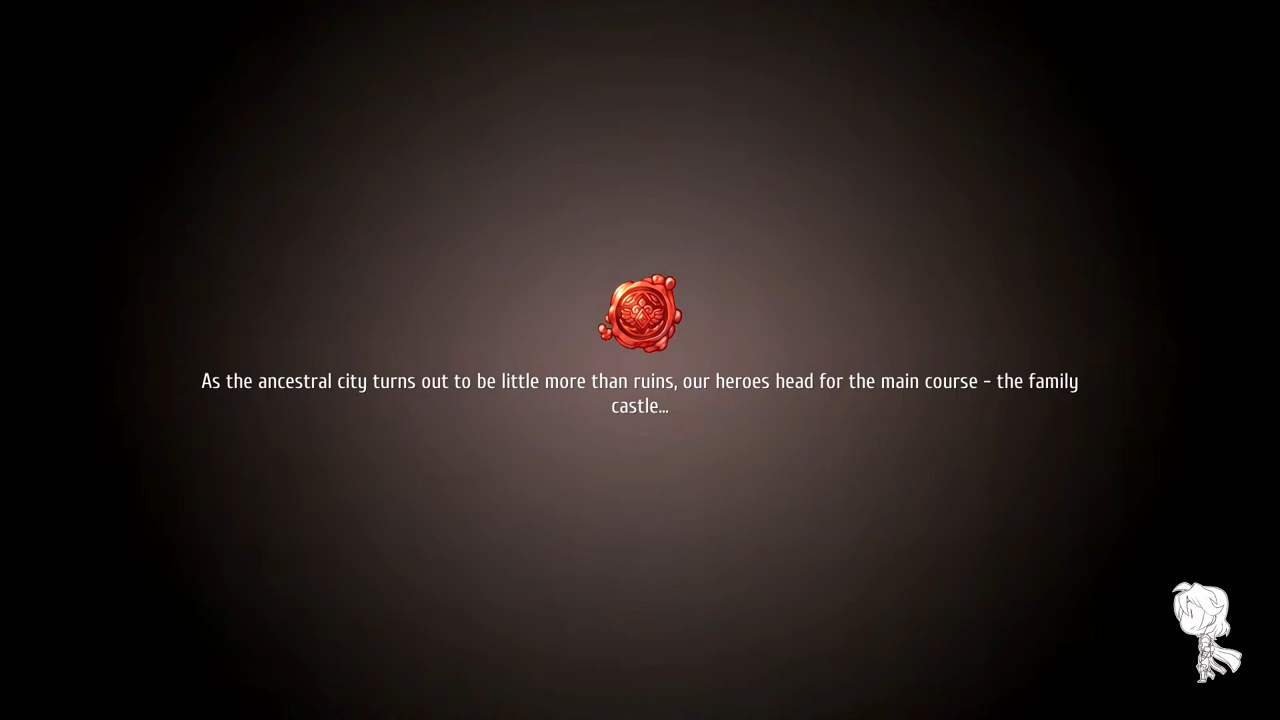 As the ancestral city turns out to be little more than ruins, our heroes head for the main course - the family
castle...